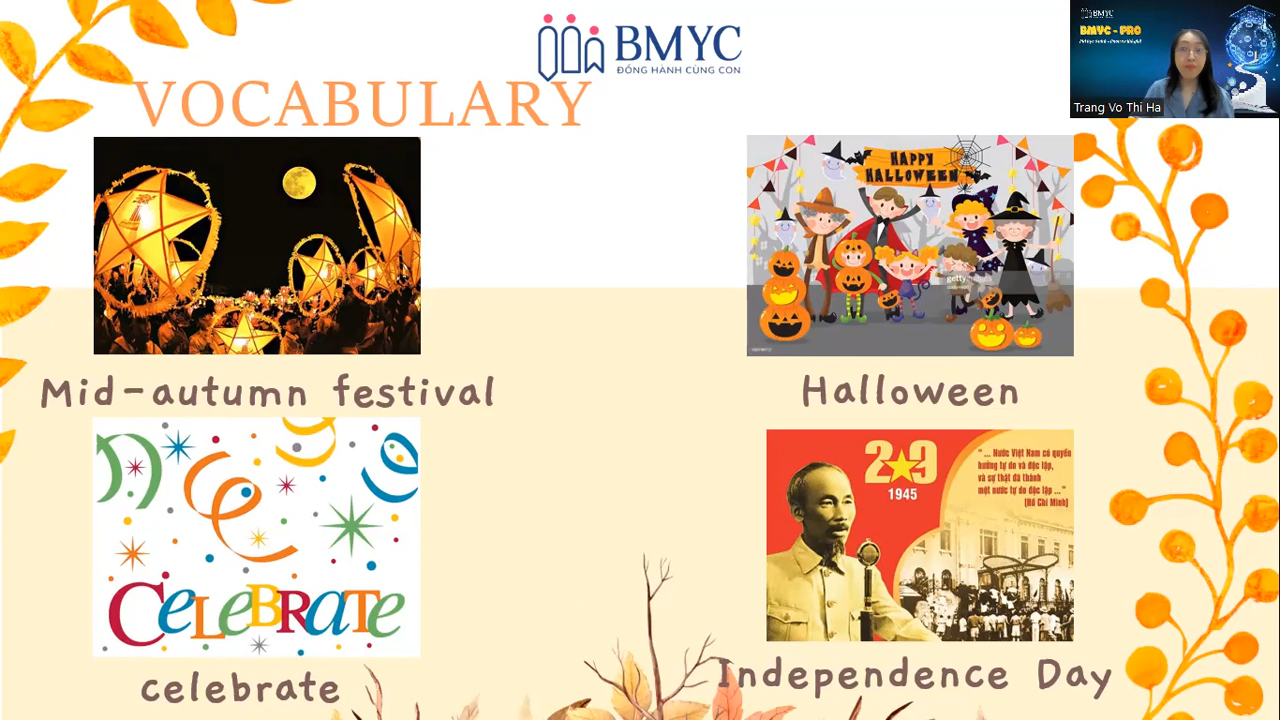 BMYC
ĐỒNG HÀNH CÙNG CON
VOCABULARY
BMYC
BMYC - PRO
Trang Vo Thi Ha
HAPPY
HALLOWEEN
getty
Mid-autumn festival
Halloween
CELEBRATE
celebrate
2★9
1945
"... Nước Việt Nam có quyền
hưởng tự do và độc lập,
và sự thật đã thành
một nước tự do độc lập ..."
(Hồ Chí Minh)
Independence Day